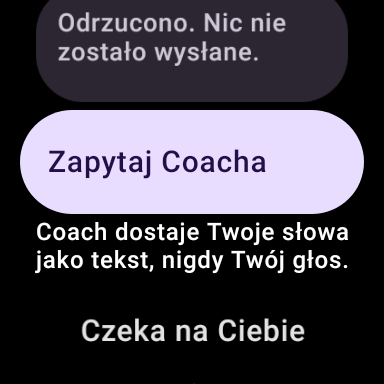 Odrzucono. Nic nie
zostało wysłane.
Zapytaj Coacha
Coach dostaje Twoje słowa
jako tekst, nigdy Twój głos.
Czeka na Ciebie